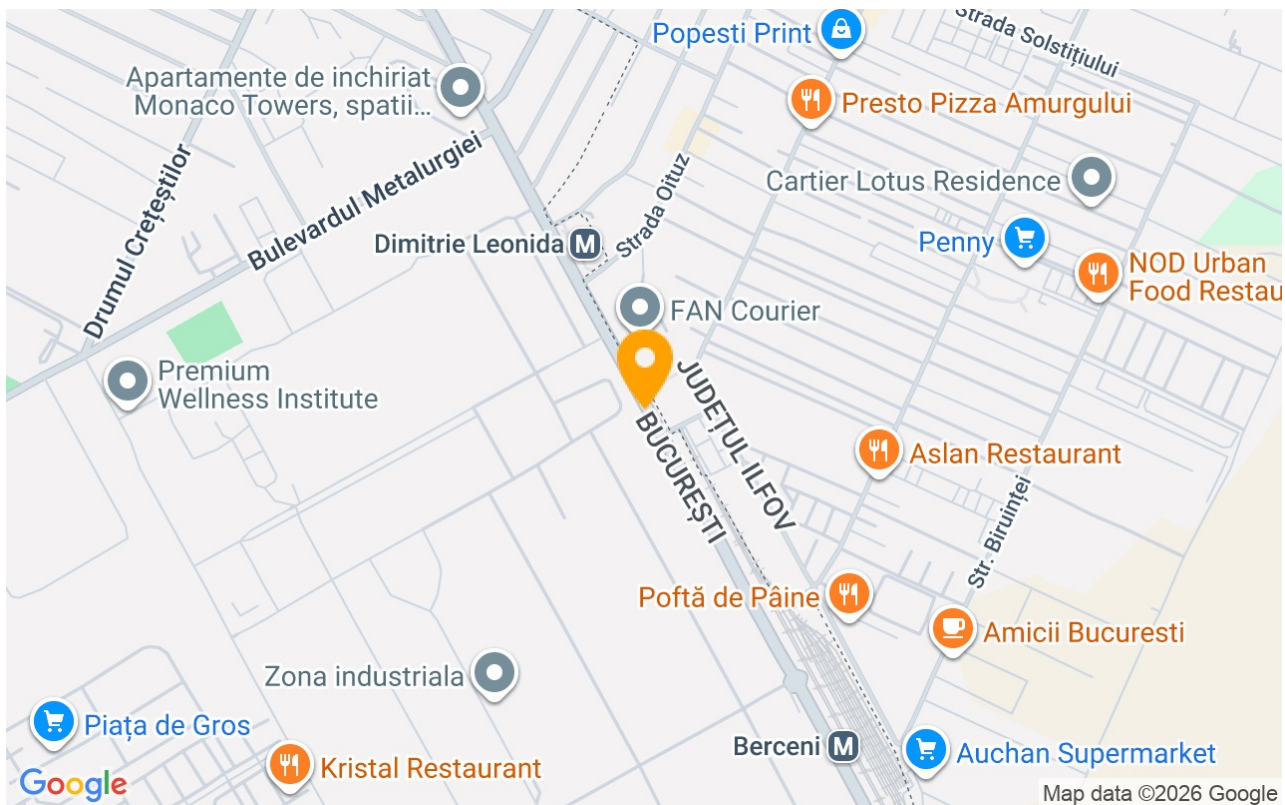 Strada Solstițiului
Popesti Print
Apartamente de inchiriat
Monaco Towers, spatii...
Presto Pizza Amurgului
Drumul Crețeștilor
Bulevardul Metalurgiei
Strada Oituz
Cartier Lotus Residence
Dimitrie Leonida M
Penny
NOD Urban
Food Restau
FAN Courier
Premium
Wellness Institute
JUDEȚUL ILFOV
BUCUREȘTI
Aslan Restaurant
Str. Biruinței
Poftă de Pâine
Amicii Bucuresti
Zona industriala
Piața de Gros
Berceni M
Auchan Supermarket
Kristal Restaurant
Google
Map data ©2026 Google